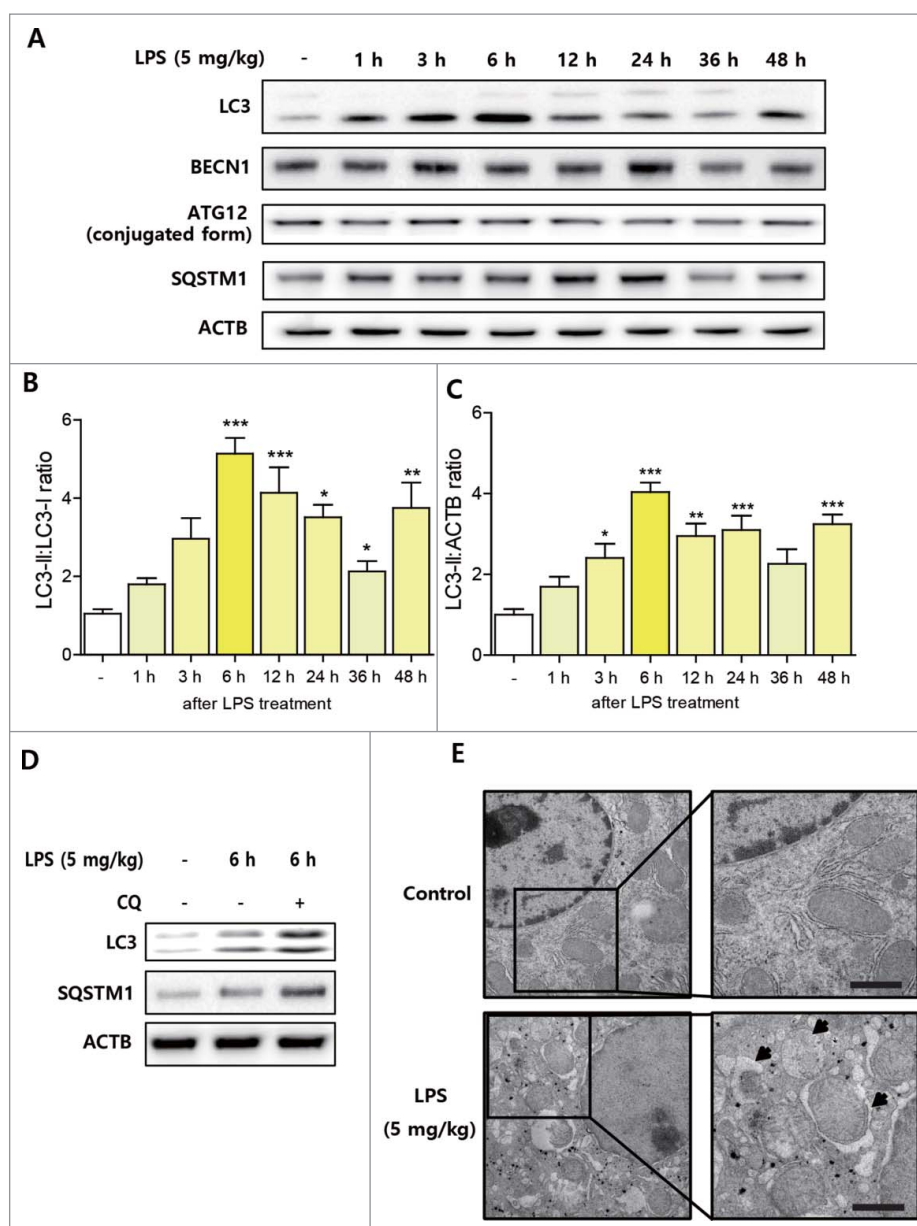 A
LPS (5 mg/kg) - 1 h 3 h 6 h 12 h 24 h 36 h 48 h
LC3
BECN1
ATG12
(conjugated form)
SQSTM1
ACTB
B
LC3-II:LC3-I ratio
6
4
2
0
***
***
*
*
**
- 1 h 3 h 6 h 12 h 24 h 36 h 48 h
after LPS treatment
C
LC3-II:ACTB ratio
6
4
2
0
*
***
**
***
***
- 1 h 3 h 6 h 12 h 24 h 36 h 48 h
after LPS treatment
D
LPS (5 mg/kg) - 6 h 6 h
CQ - - +
LC3
SQSTM1
ACTB
E
Control
LPS
(5 mg/kg)